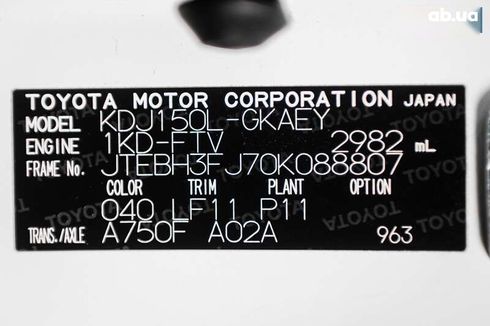 ab.ua
TOYOTA MOTOR CORPORATION JAPAN
MODEL KDJ150L-GKAEY
ENGINE 1KD-FTV 2982 mL
FRAME No. JTEBH3FJ70K088807
COLOR TRIM PLANT OPTION
040 LF11 P11
TRANS./AXLE A750F A02A 963